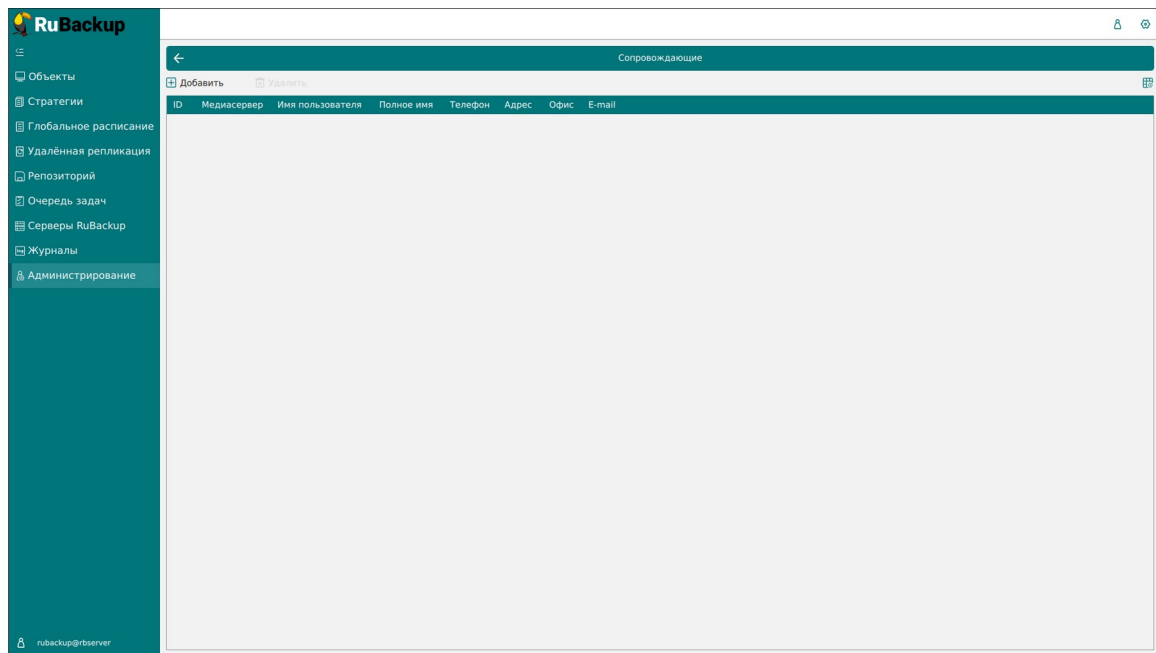 RuBackup
Сопровождающие
Объекты
Добавить Удалить
Стратегии
ID Медиасервер Имя пользователя Полное имя Телефон Адрес Офис E-mail
Глобальное расписание
Удалённая репликация
Репозиторий
Очередь задач
Серверы RuBackup
Журналы
Администрирование
rubackup@rbserver